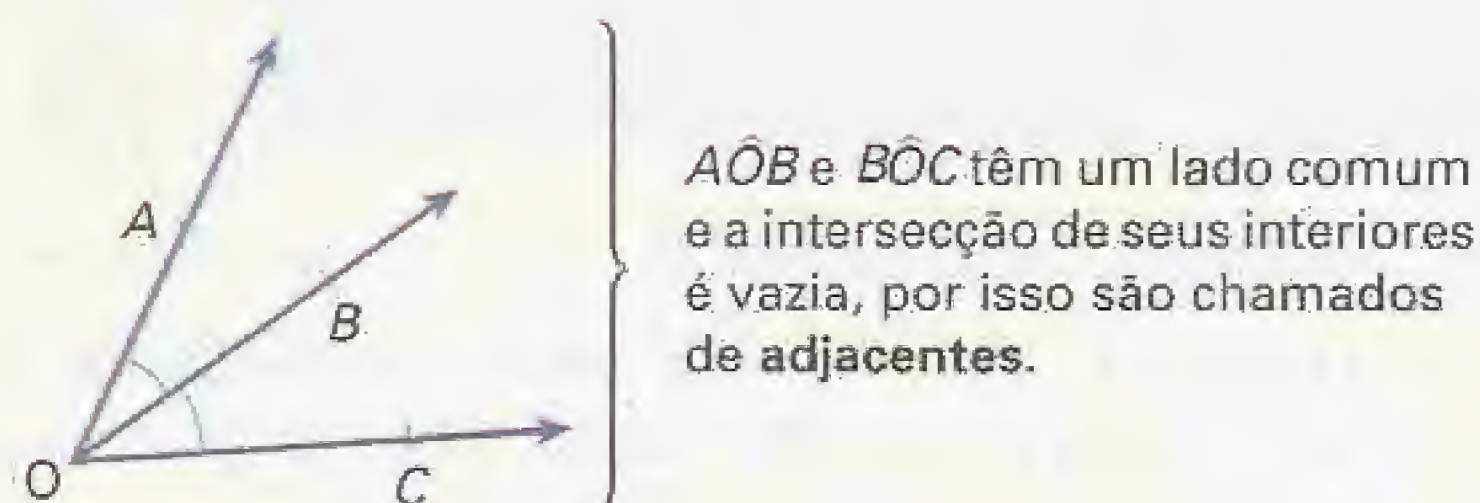 A
B
O
C
AÔB e BÔC têm um lado comum
e a intersecção de seus interiores
é vazia, por isso são chamados
de adjacentes.